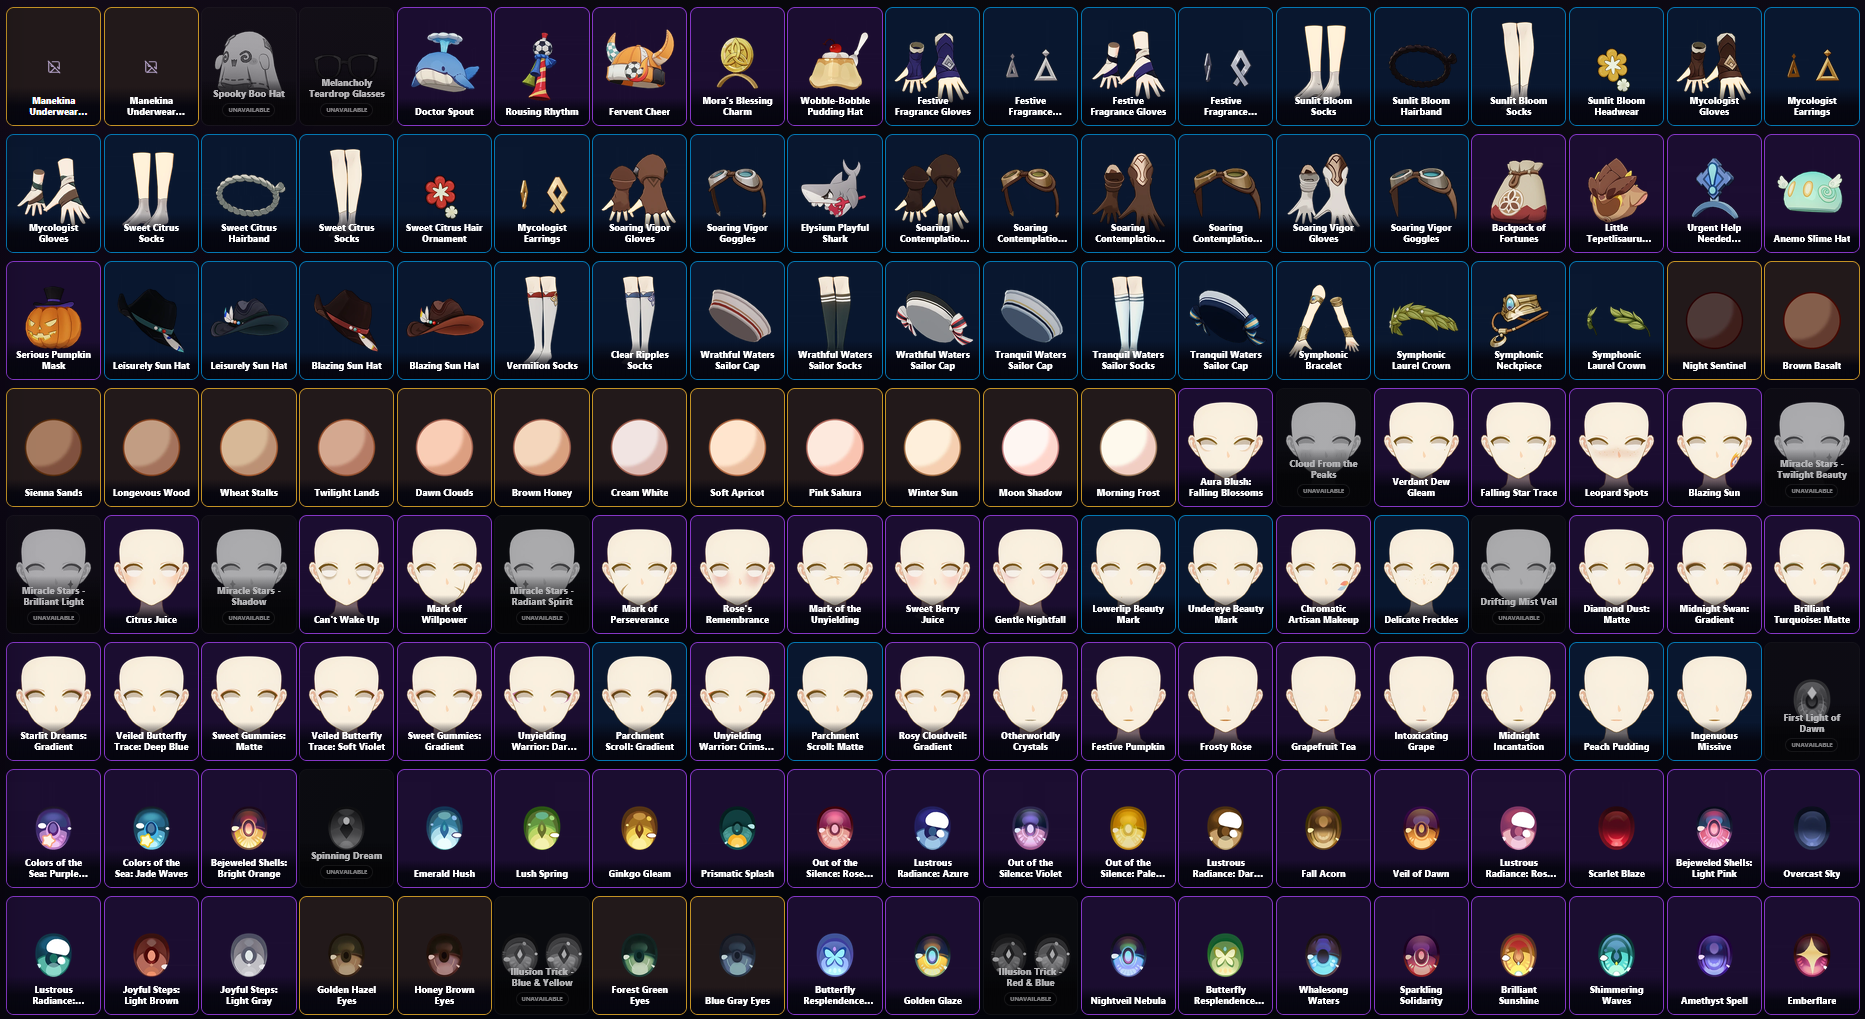 Manekina
Underwear...
Manekina
Underwear...
Spooky Boo Hat
UNAVAILABLE
Melancholy
Teardrop Glasses
UNAVAILABLE
Doctor Spout
Rousing Rhythm
Fervent Cheer
Mora's Blessing
Charm
Wobble-Bobble
Pudding Hat
Festive
Fragrance Gloves
Festive
Fragrance...
Festive
Fragrance Gloves
Festive
Fragrance...
Sunlit Bloom
Socks
Sunlit Bloom
Hairband
Sunlit Bloom
Socks
Sunlit Bloom
Headwear
Mycologist
Gloves
Mycologist
Earrings
Mycologist
Gloves
Sweet Citrus
Socks
Sweet Citrus
Hairband
Sweet Citrus
Socks
Sweet Citrus Hair
Ornament
Mycologist
Earrings
Soaring Vigor
Gloves
Soaring Vigor
Goggles
Elysium Playful
Shark
Soaring
Contemplatio...
Soaring
Contemplatio...
Soaring
Contemplatio...
Soaring
Contemplatio...
Soaring Vigor
Gloves
Soaring Vigor
Goggles
Backpack of
Fortunes
Little
Tepetlisauru...
Urgent Help
Needed...
Anemo Slime Hat
Serious Pumpkin
Mask
Leisurely Sun Hat
Leisurely Sun Hat
Blazing Sun Hat
Blazing Sun Hat
Vermilion Socks
Clear Ripples
Socks
Wrathful Waters
Sailor Cap
Wrathful Waters
Sailor Socks
Wrathful Waters
Sailor Cap
Tranquil Waters
Sailor Cap
Tranquil Waters
Sailor Socks
Tranquil Waters
Sailor Cap
Symphonic
Bracelet
Symphonic
Laurel Crown
Symphonic
Neckpiece
Symphonic
Laurel Crown
Night Sentinel
Brown Basalt
Sienna Sands
Longevous Wood
Wheat Stalks
Twilight Lands
Dawn Clouds
Brown Honey
Cream White
Soft Apricot
Pink Sakura
Winter Sun
Moon Shadow
Morning Frost
Aura Blush:
Falling Blossoms
Cloud From the
Peaks
UNAVAILABLE
Verdant Dew
Gleam
Falling Star Trace
Leopard Spots
Blazing Sun
Miracle Stars -
Twilight Beauty
UNAVAILABLE
Miracle Stars -
Brilliant Light
UNAVAILABLE
Citrus Juice
Miracle Stars -
Shadow
UNAVAILABLE
Can't Wake Up
Mark of
Willpower
Miracle Stars -
Radiant Spirit
UNAVAILABLE
Mark of
Perseverance
Rose's
Remembrance
Mark of the
Unyielding
Sweet Berry
Juice
Gentle Nightfall
Lowerlip Beauty
Mark
Undereye Beauty
Mark
Chromatic
Artisan Makeup
Delicate Freckles
Drifting Mist Veil
UNAVAILABLE
Diamond Dust:
Matte
Midnight Swan:
Gradient
Brilliant
Turquoise: Matte
Starlit Dreams:
Gradient
Veiled Butterfly
Trace: Deep Blue
Sweet Gummies:
Matte
Veiled Butterfly
Trace: Soft Violet
Sweet Gummies:
Gradient
Unyielding
Warrior: Dar...
Parchment
Scroll: Gradient
Unyielding
Warrior: Crims...
Parchment
Scroll: Matte
Rosy Cloudveil:
Gradient
Otherworldly
Crystals
Festive Pumpkin
Frosty Rose
Grapefruit Tea
Intoxicating
Grape
Midnight
Incantation
Peach Pudding
Ingenuous
Missive
First Light of
Dawn
UNAVAILABLE
Colors of the
Sea: Purple...
Colors of the
Sea: Jade Waves
Bejeweled Shells:
Bright Orange
Spinning Dream
UNAVAILABLE
Emerald Hush
Lush Spring
Ginkgo Gleam
Prismatic Splash
Out of the
Silence: Rose...
Lustrous
Radiance: Azure
Out of the
Silence: Violet
Out of the
Silence: Pale...
Lustrous
Radiance: Dar...
Fall Acorn
Veil of Dawn
Lustrous
Radiance: Ros...
Scarlet Blaze
Bejeweled Shells:
Light Pink
Overcast Sky
Lustrous
Radiance:...
Joyful Steps:
Light Brown
Joyful Steps:
Light Gray
Golden Hazel
Eyes
Honey Brown
Eyes
Illusion Trick -
Blue & Yellow
UNAVAILABLE
Forest Green
Eyes
Blue Gray Eyes
Butterfly
Resplendence...
Golden Glaze
Illusion Trick -
Red & Blue
UNAVAILABLE
Nightveil Nebula
Butterfly
Resplendence...
Whalesong
Waters
Sparkling
Solidarity
Brilliant
Sunshine
Shimmering
Waves
Amethyst Spell
Emberflare